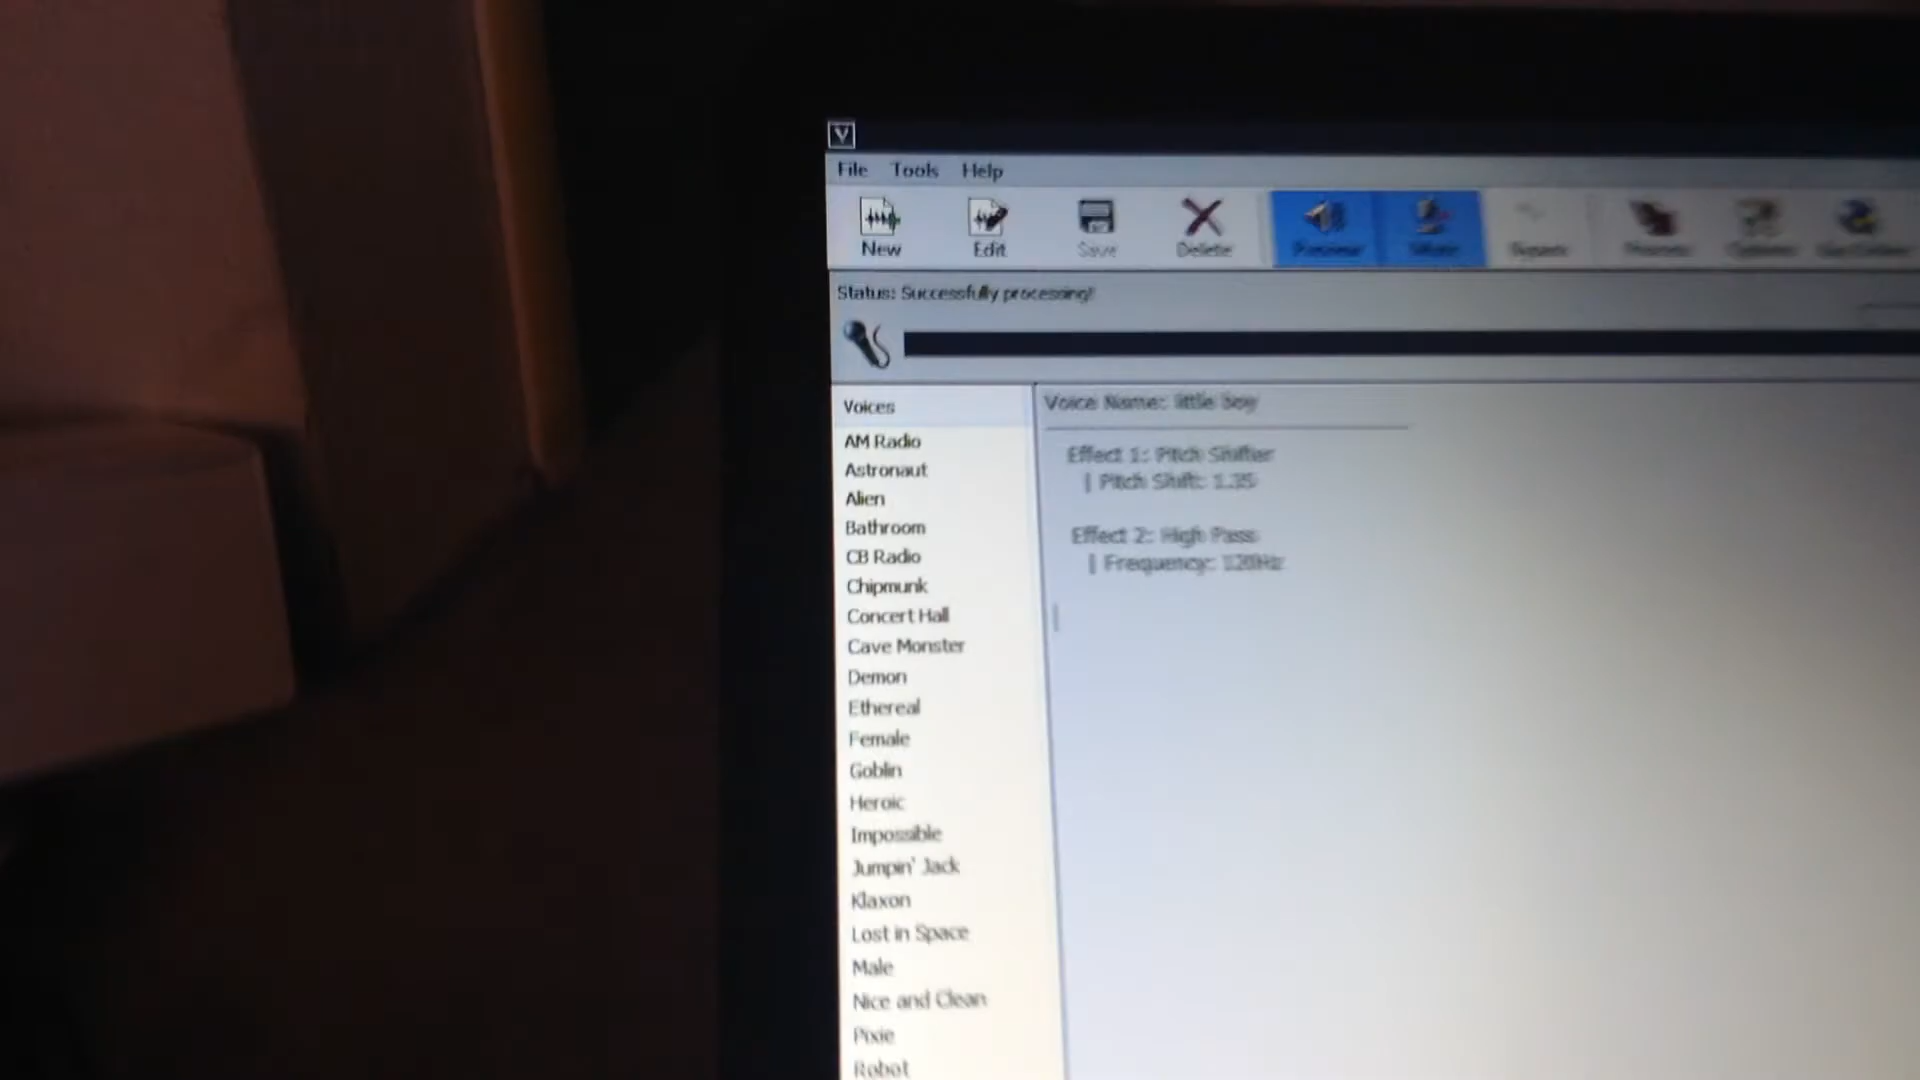 V
File Tools Help
New Edit Save Delete Preview
Status: Successfully processing!
Voices
AM Radio
Astronaut
Alien
Bathroom
CB Radio
Chipmunk
Concert Hall
Cave Monster
Demon
Ethereal
Female
Goblin
Heroic
Impossible
Jumpin' Jack
Klaxon
Lost in Space
Male
Nice and Clean
Pixie
Robot
Voice Name: little boy
Effect 1: Pitch Shifter
| Pitch Shift: 1.35
Effect 2: High Pass
| Frequency: 120Hz